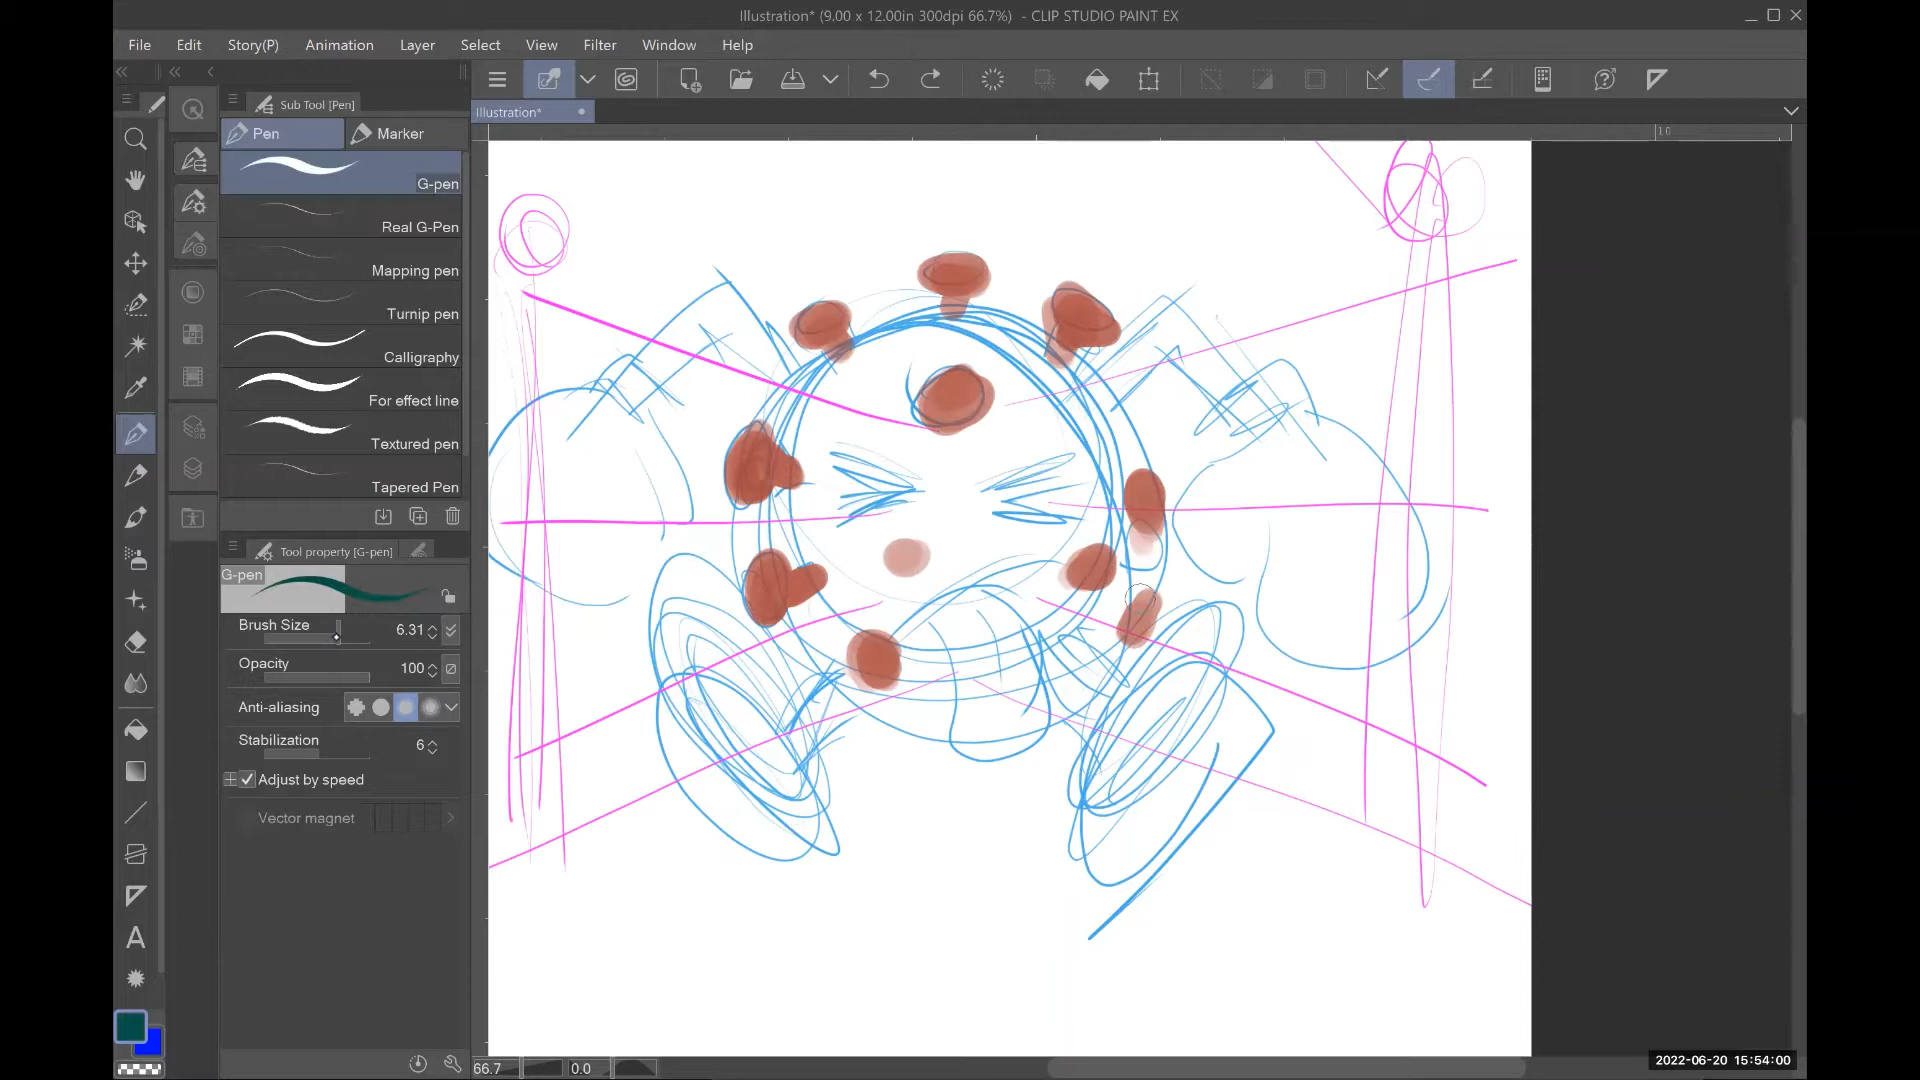 Illustration* (9.00 x 12.00in 300dpi 66.7%) - CLIP STUDIO PAINT EX
File Edit Story(P) Animation Layer Select View Filter Window Help
Sub Tool [Pen]
Illustration*
Pen Marker
10
G-pen
Real G-Pen
Mapping pen
Turnip pen
Calligraphy
For effect line
Textured pen
Tapered Pen
Tool property [G-pen]
G-pen
Brush Size 6.31
Opacity 100
Anti-aliasing
Stabilization 6
Adjust by speed
Vector magnet
A
66.7 0.0
2022-06-20 15:54:00